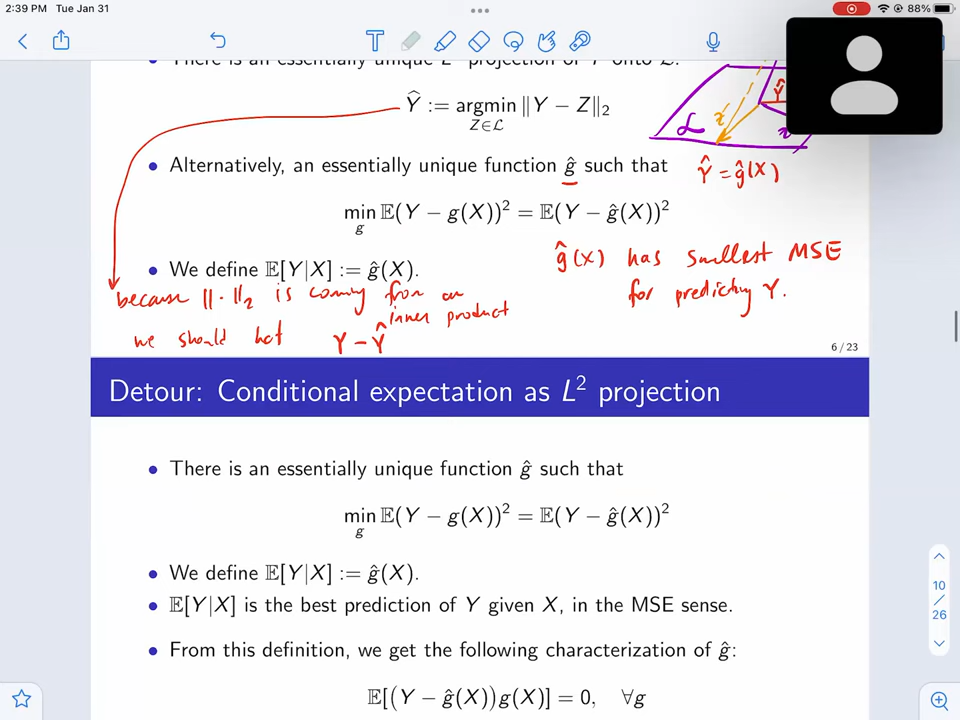 2:39 PM Tue Jan 31
88%
There is an essentially unique L² projection of Y onto 𝓛:
Ŷ := argmin ‖Y − Z‖₂
Z∈𝓛
𝓛
Ŷ
Alternatively, an essentially unique function ĝ such that
Ŷ = ĝ(X)
min 𝔼(Y − g(X))² = 𝔼(Y − ĝ(X))²
g
ĝ(X) has smallest MSE
for predicting Y.
We define 𝔼[Y|X] := ĝ(X).
because ‖·‖₂ is coming from an
inner product
we should hat Y − Ŷ
6 / 23
Detour: Conditional expectation as L² projection
There is an essentially unique function ĝ such that
min 𝔼(Y − g(X))² = 𝔼(Y − ĝ(X))²
g
We define 𝔼[Y|X] := ĝ(X).
𝔼[Y|X] is the best prediction of Y given X, in the MSE sense.
From this definition, we get the following characterization of ĝ:
𝔼[(Y − ĝ(X))g(X)] = 0, ∀g
10
/
26